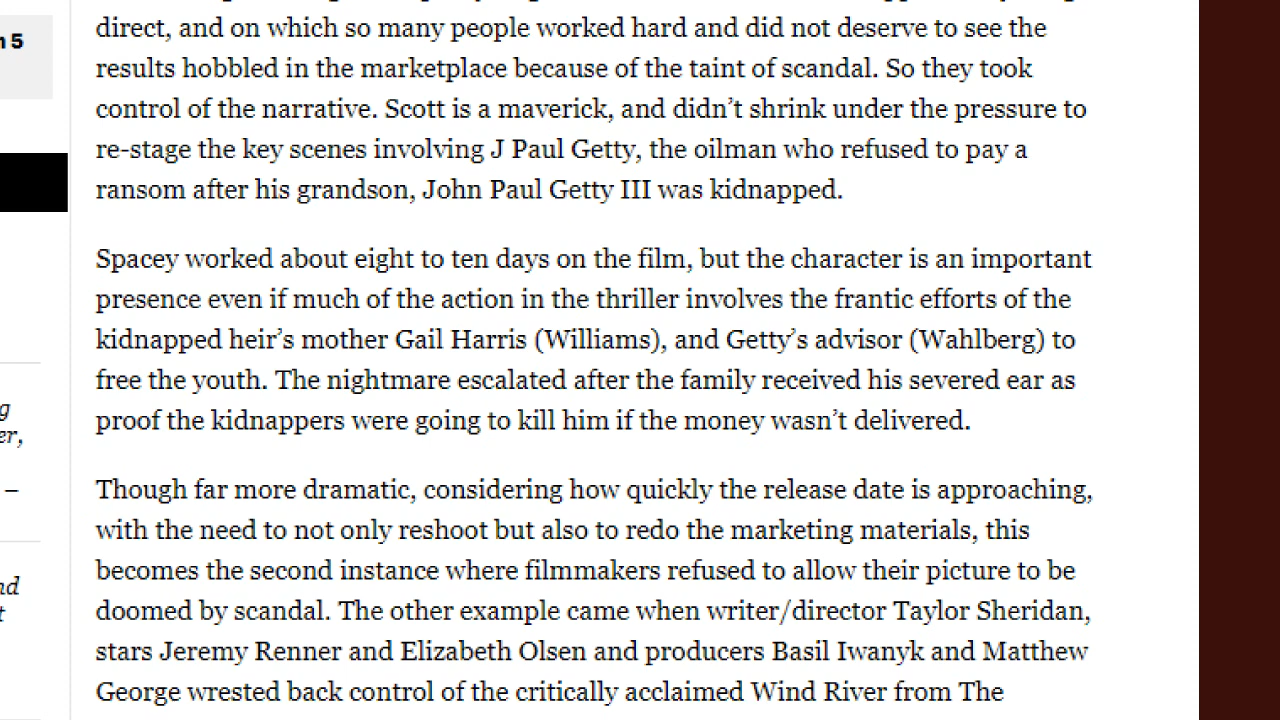 direct, and on which so many people worked hard and did not deserve to see the
results hobbled in the marketplace because of the taint of scandal. So they took
control of the narrative. Scott is a maverick, and didn’t shrink under the pressure to
re-stage the key scenes involving J Paul Getty, the oilman who refused to pay a
ransom after his grandson, John Paul Getty III was kidnapped.
Spacey worked about eight to ten days on the film, but the character is an important
presence even if much of the action in the thriller involves the frantic efforts of the
kidnapped heir’s mother Gail Harris (Williams), and Getty’s advisor (Wahlberg) to
free the youth. The nightmare escalated after the family received his severed ear as
proof the kidnappers were going to kill him if the money wasn’t delivered.
Though far more dramatic, considering how quickly the release date is approaching,
with the need to not only reshoot but also to redo the marketing materials, this
becomes the second instance where filmmakers refused to allow their picture to be
doomed by scandal. The other example came when writer/director Taylor Sheridan,
stars Jeremy Renner and Elizabeth Olsen and producers Basil Iwanyk and Matthew
George wrested back control of the critically acclaimed Wind River from The